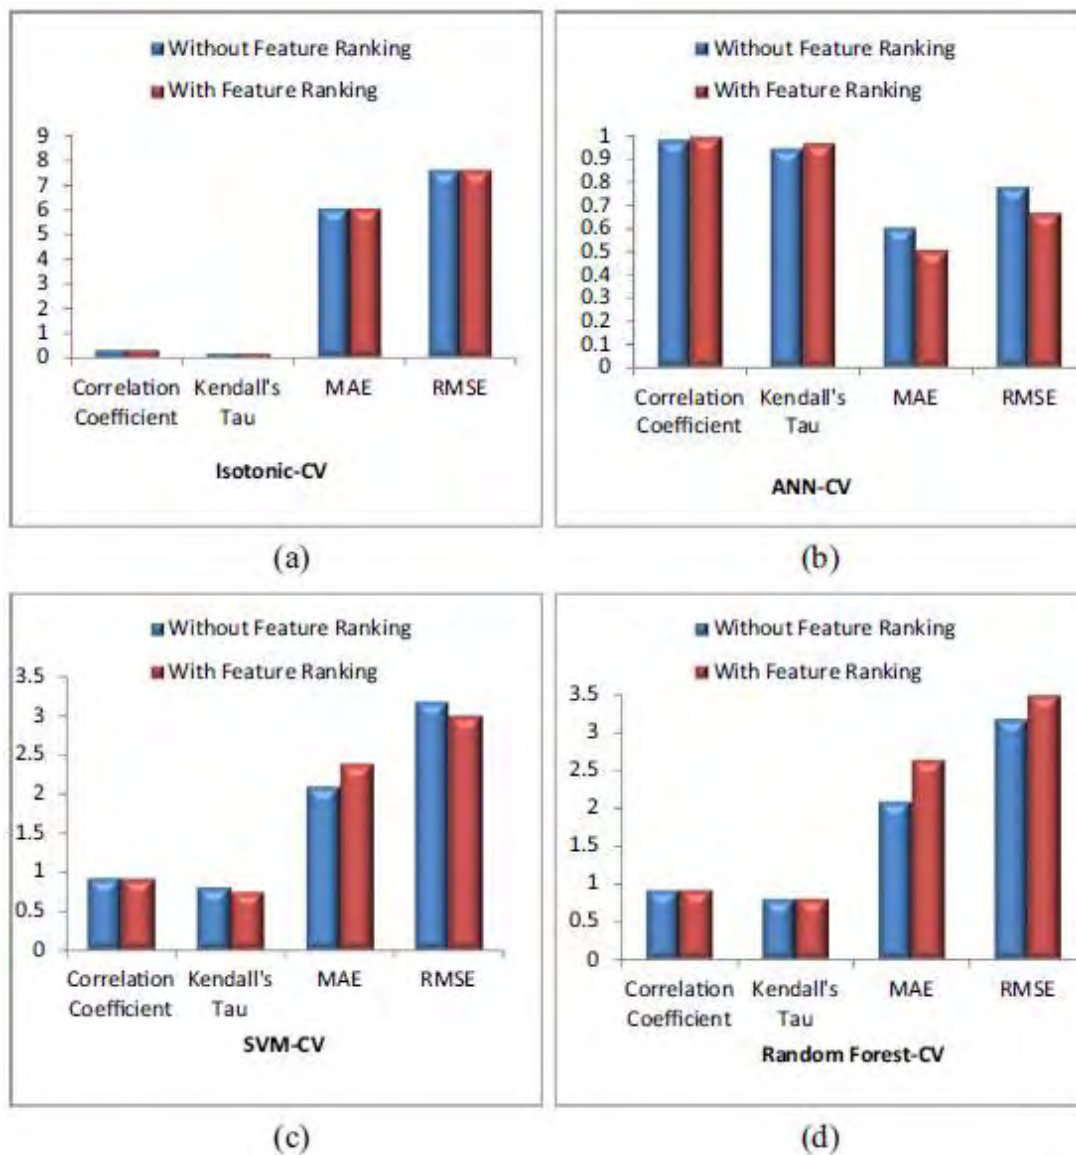 Without Feature Ranking
With Feature Ranking
9
8
7
6
5
4
3
2
1
0
Correlation Coefficient
Kendall's Tau
MAE
RMSE
Isotonic-CV
(a)
Without Feature Ranking
With Feature Ranking
1
0.9
0.8
0.7
0.6
0.5
0.4
0.3
0.2
0.1
0
Correlation Coefficient
Kendall's Tau
MAE
RMSE
ANN-CV
(b)
Without Feature Ranking
With Feature Ranking
3.5
3
2.5
2
1.5
1
0.5
0
Correlation Coefficient
Kendall's Tau
MAE
RMSE
SVM-CV
(c)
Without Feature Ranking
With Feature Ranking
3.5
3
2.5
2
1.5
1
0.5
0
Correlation Coefficient
Kendall's Tau
MAE
RMSE
Random Forest-CV
(d)